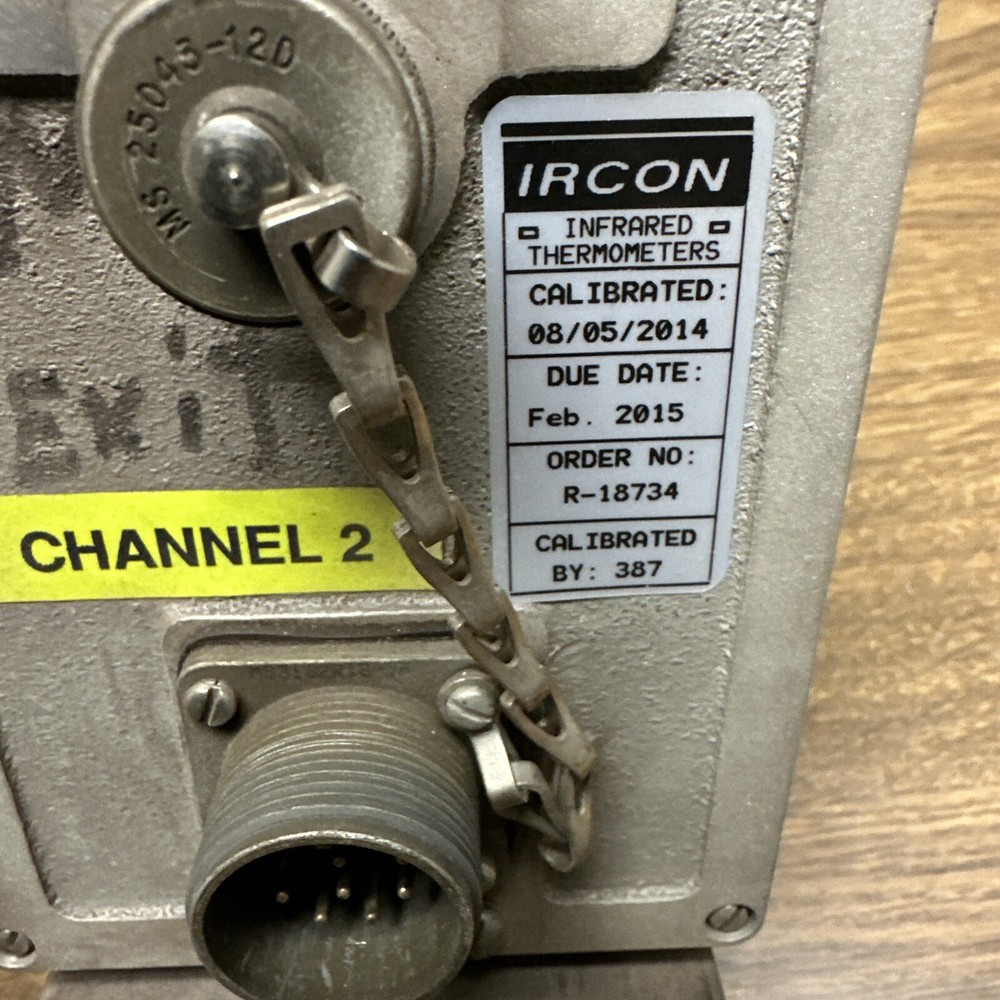 MS 25043-12D
IRCON
INFRARED
THERMOMETERS
CALIBRATED:
08/05/2014
DUE DATE:
Feb. 2015
ORDER NO:
R-18734
CALIBRATED
BY: 387
Exit
CHANNEL 2